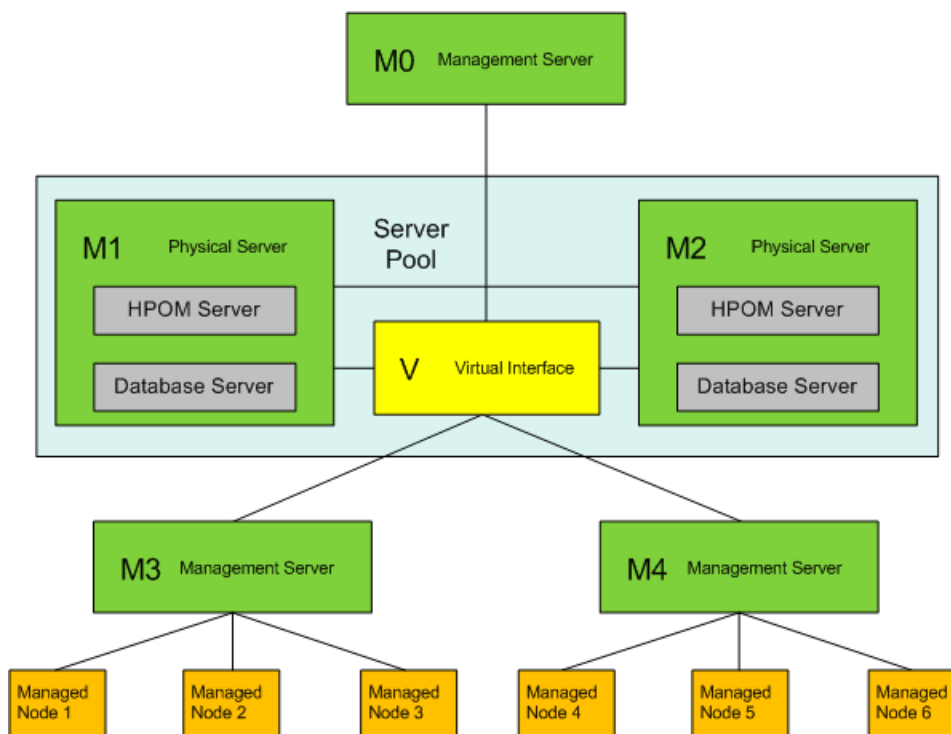 M0 Management Server
Server
Pool
M1 Physical Server
HPOM Server
Database Server
M2 Physical Server
HPOM Server
Database Server
V Virtual Interface
M3 Management Server
M4 Management Server
Managed
Node 1
Managed
Node 2
Managed
Node 3
Managed
Node 4
Managed
Node 5
Managed
Node 6